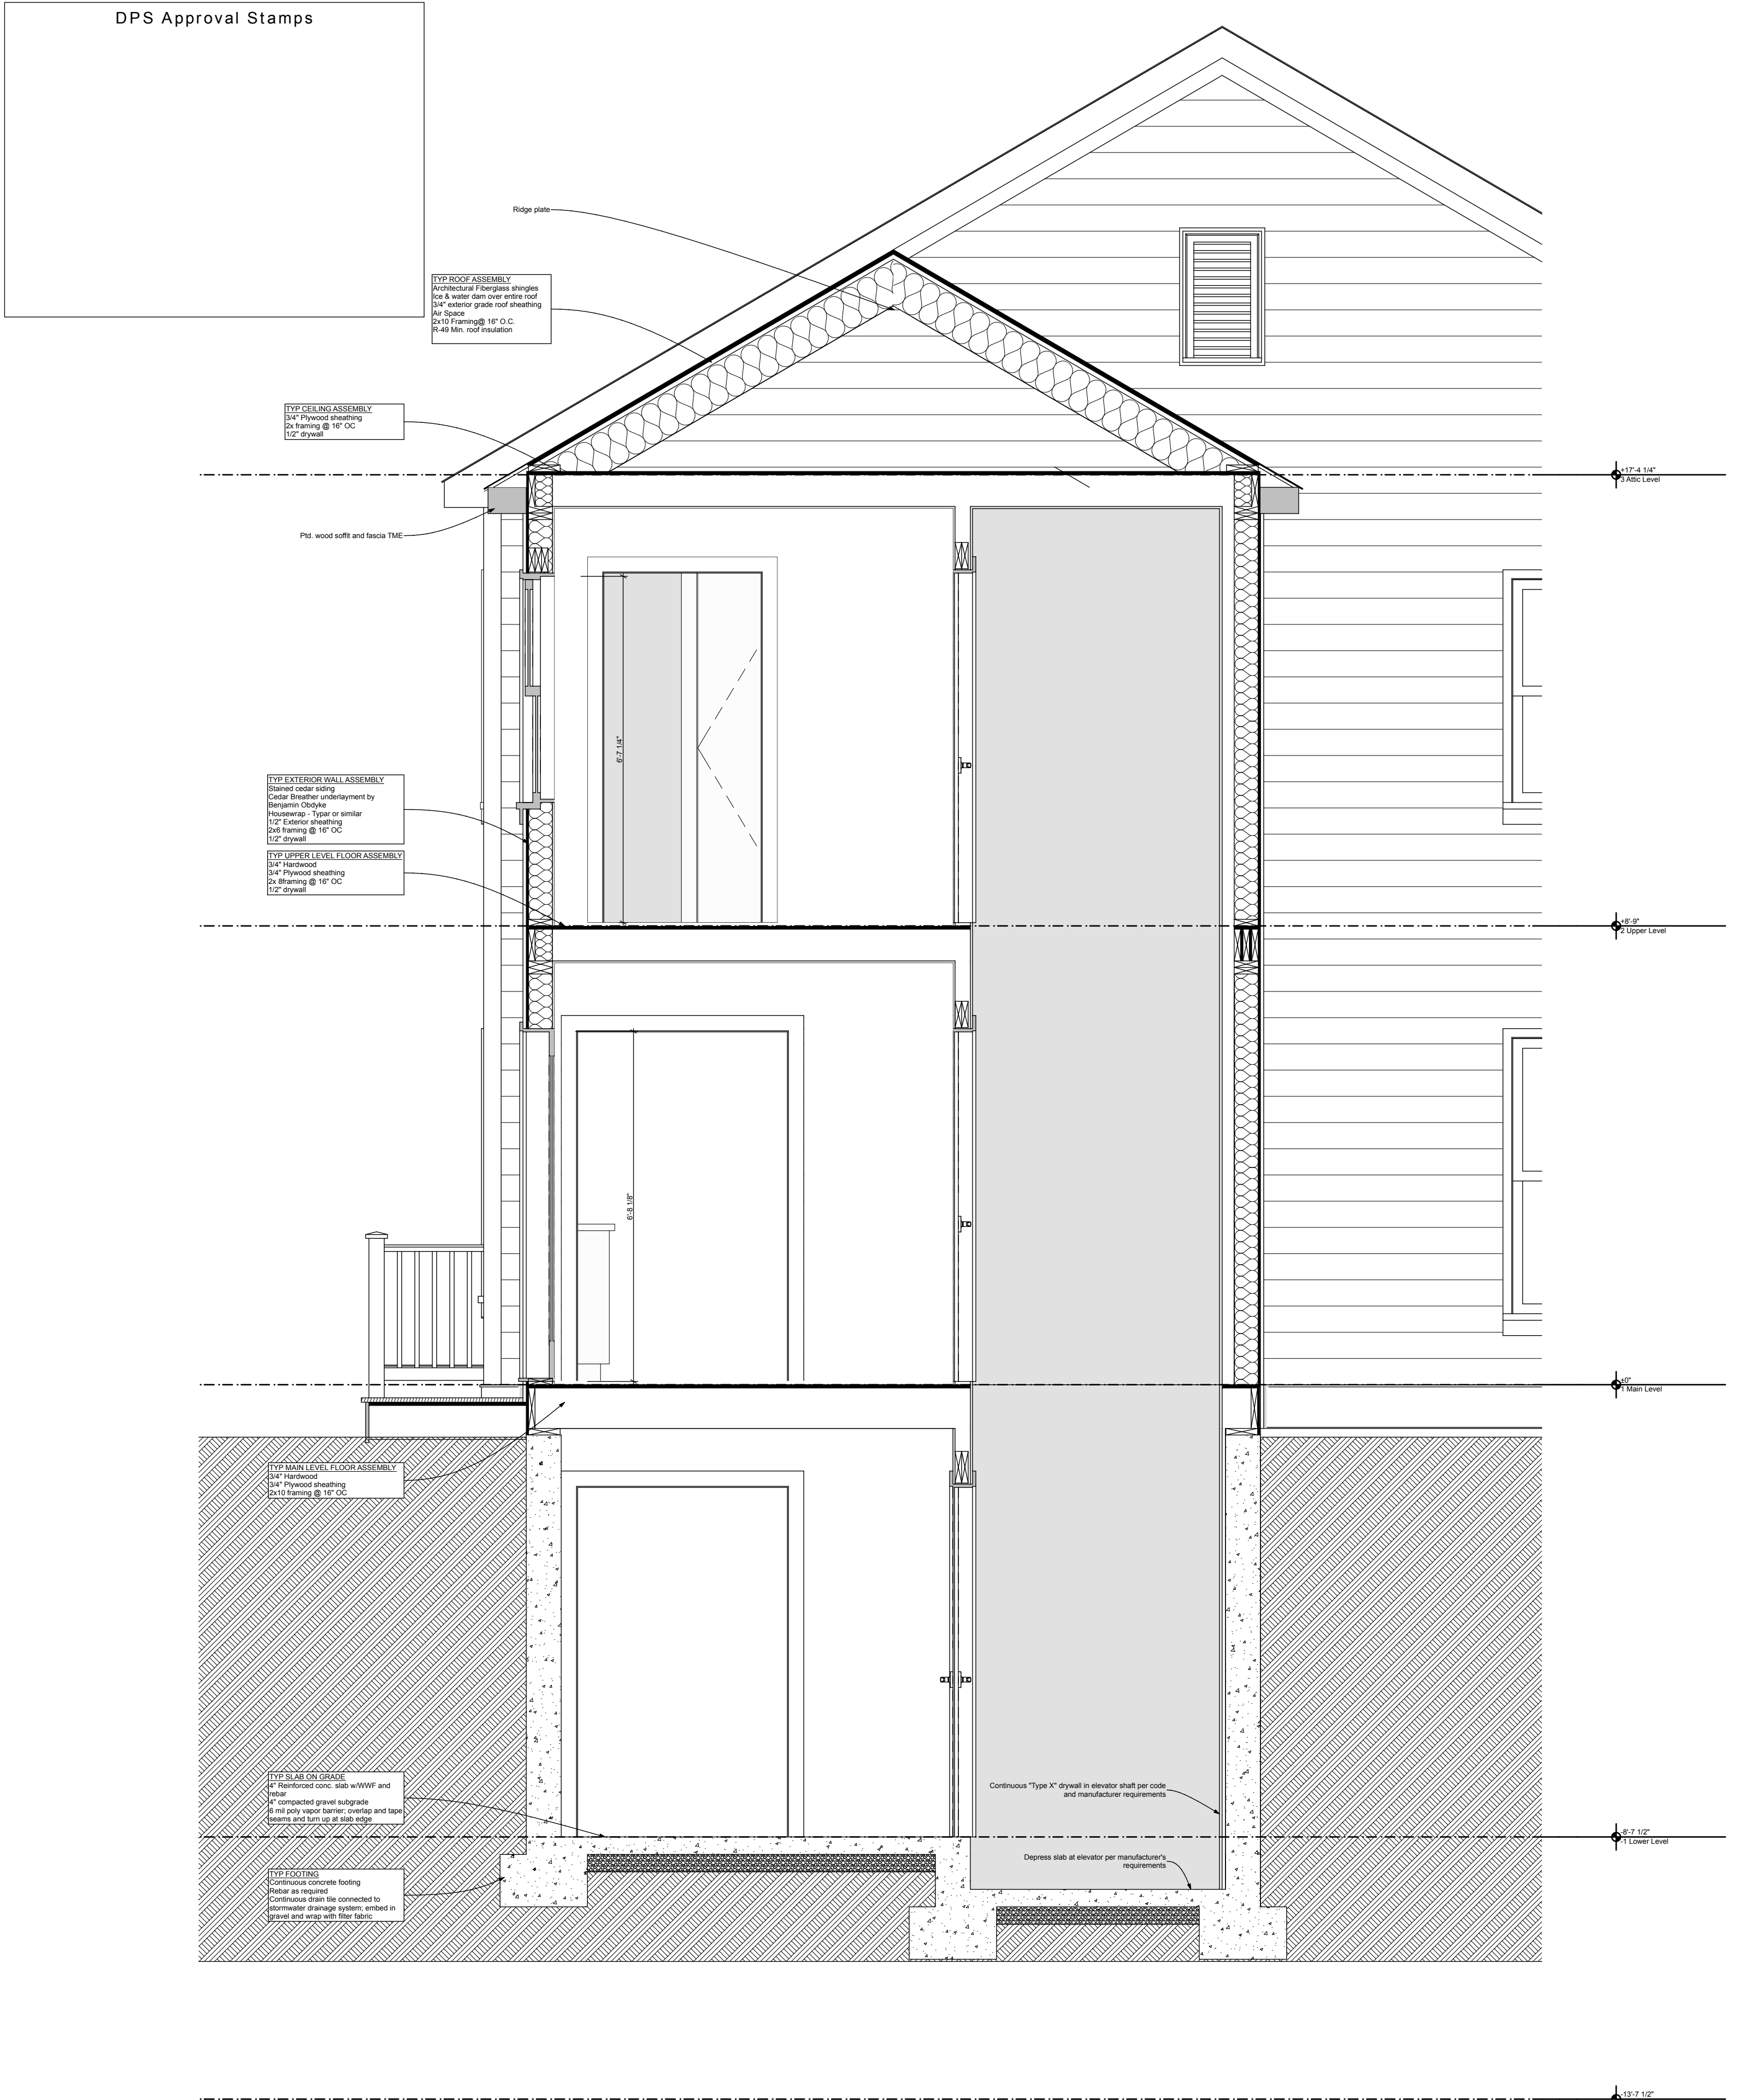 DPS Approval Stamps
Ridge plate
TYP ROOF ASSEMBLY
Architectural Fiberglass shingles
Ice & water dam over entire roof
3/4" exterior grade roof sheathing
Air Space
2x10 Framing@ 16" O.C.
R-49 Min. roof insulation
TYP CEILING ASSEMBLY
3/4" Plywood sheathing
2x framing @ 16" OC
1/2" drywall
+17'-4 1/4"
3 Attic Level
Ptd. wood soffit and fascia TME
6'-7 1/4"
TYP EXTERIOR WALL ASSEMBLY
Stained cedar siding
Cedar Breather underlayment by
Benjamin Obdyke
Housewrap - Typar or similar
1/2" Exterior sheathing
2x6 framing @ 16" OC
1/2" drywall
TYP UPPER LEVEL FLOOR ASSEMBLY
3/4" Hardwood
3/4" Plywood sheathing
2x 8framing @ 16" OC
1/2" drywall
+8'-9"
2 Upper Level
6'-8 1/8"
±0"
1 Main Level
TYP MAIN LEVEL FLOOR ASSEMBLY
3/4" Hardwood
3/4" Plywood sheathing
2x10 framing @ 16" OC
TYP SLAB ON GRADE
4" Reinforced conc. slab w/WWF and
rebar
4" compacted gravel subgrade
6 mil poly vapor barrier; overlap and tape
seams and turn up at slab edge
Continuous "Type X" drywall in elevator shaft per code
and manufacturer requirements
-8'-7 1/2"
-1 Lower Level
Depress slab at elevator per manufacturer's
requirements
TYP FOOTING
Continuous concrete footing
Rebar as required
Continuous drain tile connected to
stormwater drainage system; embed in
gravel and wrap with filter fabric
-13'-7 1/2"